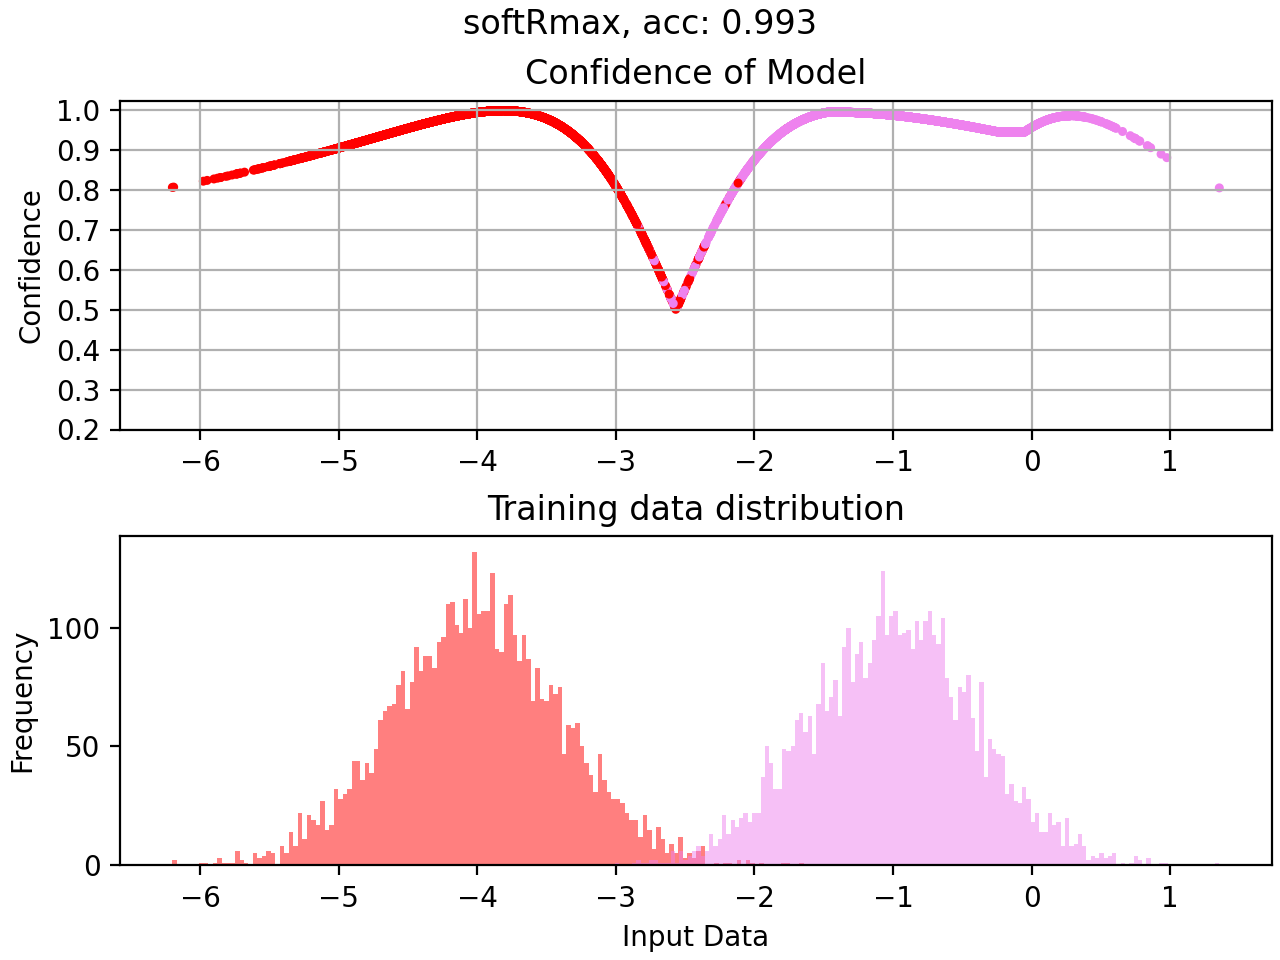 softRmax, acc: 0.993
Confidence of Model
Confidence
1.0
0.9
0.8
0.7
0.6
0.5
0.4
0.3
0.2
−6 −5 −4 −3 −2 −1 0 1
Training data distribution
Frequency
100
50
0
−6 −5 −4 −3 −2 −1 0 1
Input Data